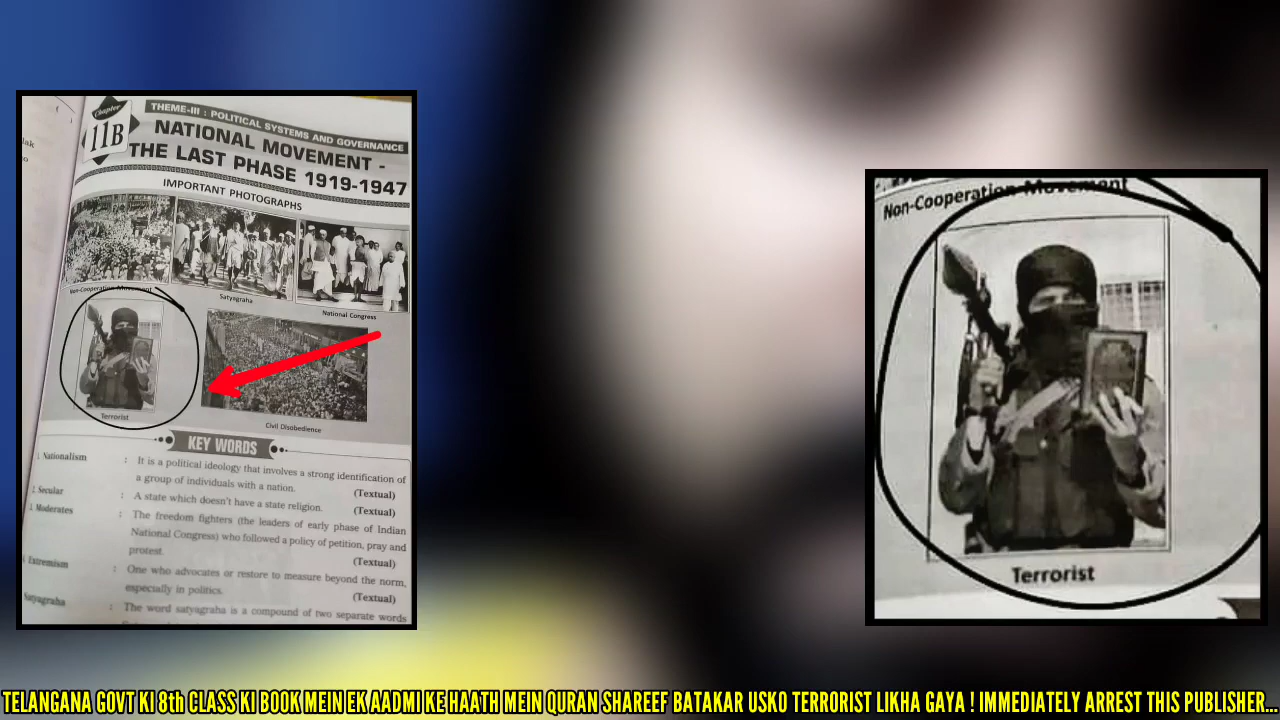 Chapter
11B
THEME-III : POLITICAL SYSTEMS AND GOVERNANCE
NATIONAL MOVEMENT -
THE LAST PHASE 1919-1947
IMPORTANT PHOTOGRAPHS
Non-Cooperation Movement
Satyagraha
National Congress
Terrorist
Civil Disobedience
KEY WORDS
1. Nationalism : It is a political ideology that involves a strong identification of
a group of individuals with a nation. (Textual)
2. Secular : A state which doesn't have a state religion. (Textual)
3. Moderates : The freedom fighters (the leaders of early phase of Indian
National Congress) who followed a policy of petition, pray and
protest. (Textual)
Extremism : One who advocates or restore to measure beyond the norm,
especially in politics. (Textual)
Satyagraha : The word satyagraha is a compound of two separate words
Non-Cooperation Movement
Terrorist
TELANGANA GOVT KI 8th CLASS KI BOOK MEIN EK AADMI KE HAATH MEIN QURAN SHAREEF BATAKAR USKO TERRORIST LIKHA GAYA ! IMMEDIATELY ARREST THIS PUBLISHER...